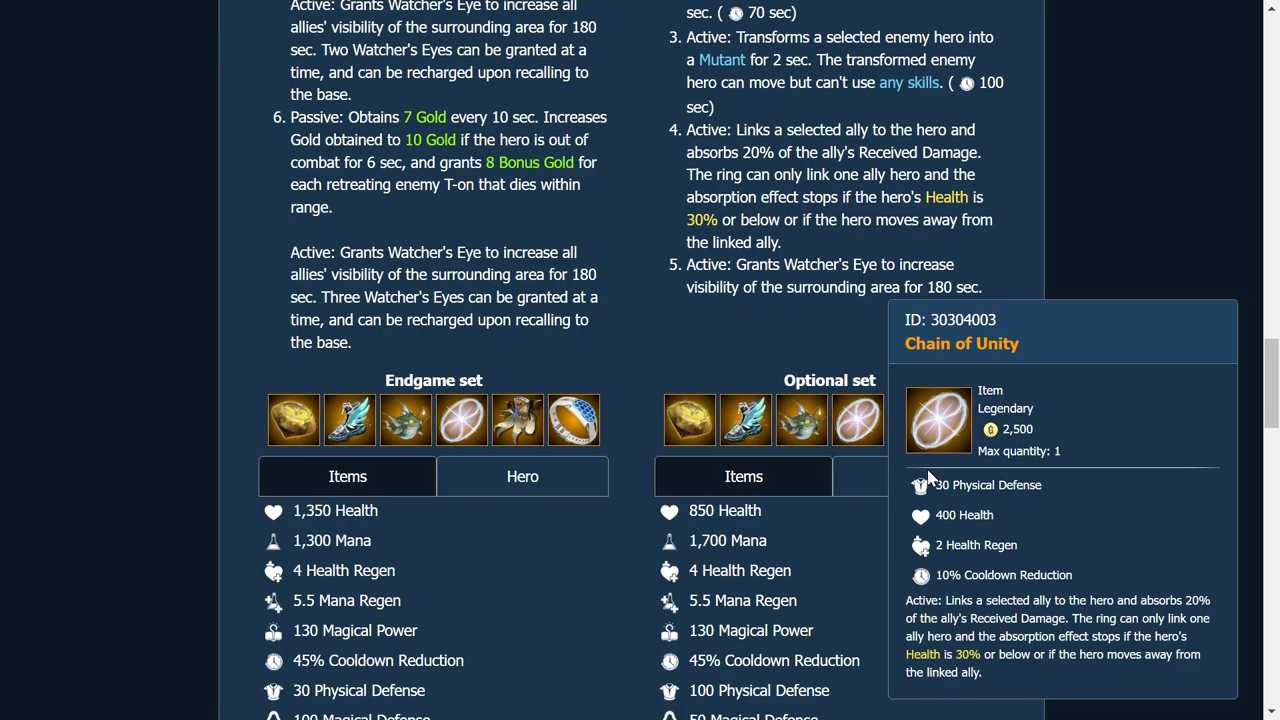 Active: Grants Watcher's Eye to increase all
allies' visibility of the surrounding area for 180
sec. Two Watcher's Eyes can be granted at a
time, and can be recharged upon recalling to
the base.
6. Passive: Obtains 7 Gold every 10 sec. Increases
Gold obtained to 10 Gold if the hero is out of
combat for 6 sec, and grants 8 Bonus Gold for
each retreating enemy T-on that dies within
range.
Active: Grants Watcher's Eye to increase all
allies' visibility of the surrounding area for 180
sec. Three Watcher's Eyes can be granted at a
time, and can be recharged upon recalling to
the base.
Endgame set
Items
Hero
1,350 Health
1,300 Mana
4 Health Regen
5.5 Mana Regen
130 Magical Power
45% Cooldown Reduction
30 Physical Defense
100 Magical Defense
sec. ( 70 sec)
3. Active: Transforms a selected enemy hero into
a Mutant for 2 sec. The transformed enemy
hero can move but can't use any skills. ( 100
sec)
4. Active: Links a selected ally to the hero and
absorbs 20% of the ally's Received Damage.
The ring can only link one ally hero and the
absorption effect stops if the hero's Health is
30% or below or if the hero moves away from
the linked ally.
5. Active: Grants Watcher's Eye to increase
visibility of the surrounding area for 180 sec.
Optional set
Items
850 Health
1,700 Mana
4 Health Regen
5.5 Mana Regen
130 Magical Power
45% Cooldown Reduction
100 Physical Defense
50 Magical Defense
ID: 30304003
Chain of Unity
Item
Legendary
G 2,500
Max quantity: 1
30 Physical Defense
400 Health
2 Health Regen
10% Cooldown Reduction
Active: Links a selected ally to the hero and absorbs 20%
of the ally's Received Damage. The ring can only link one
ally hero and the absorption effect stops if the hero's
Health is 30% or below or if the hero moves away from
the linked ally.